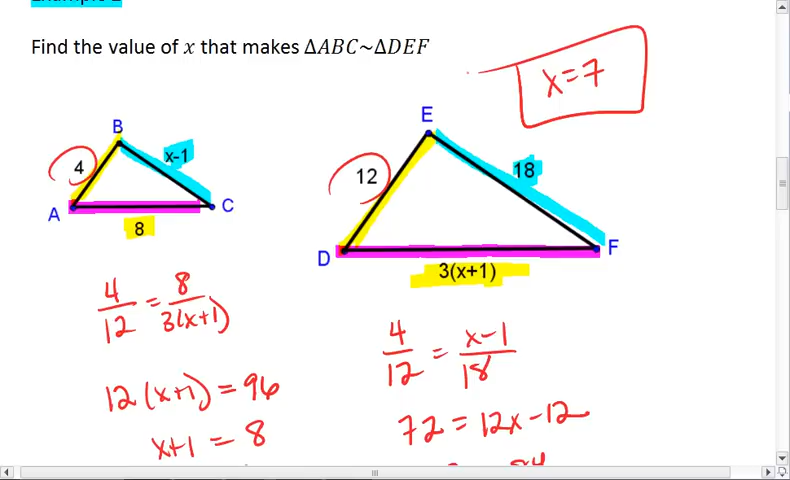 Find the value of x that makes ΔABC~ΔDEF
x=7
B
4
x-1
A
C
8
E
12
18
D
F
3(x+1)
4/12 = 8/3(x+1)
12(x+1) = 96
x+1 = 8
4/12 = x-1/18
72 = 12x-12